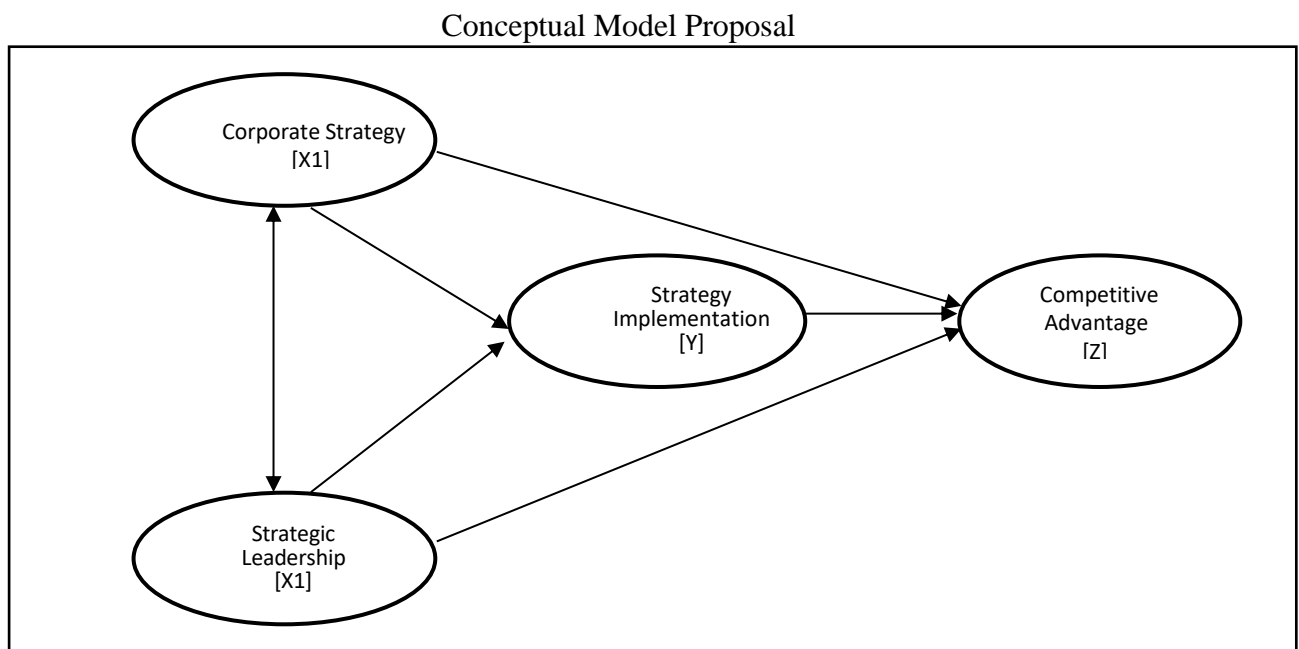 Conceptual Model Proposal
Corporate Strategy
[X1]
Strategy
Implementation
[Y]
Competitive
Advantage
[Z]
Strategic
Leadership
[X1]